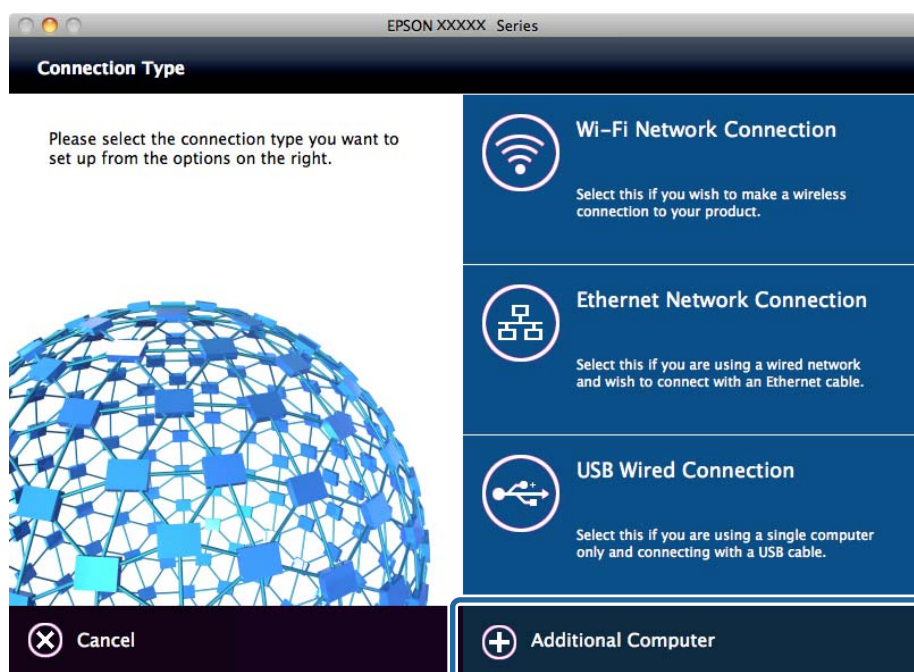 EPSON XXXXX Series
Connection Type
Please select the connection type you want to
set up from the options on the right.
Wi-Fi Network Connection
Select this if you wish to make a wireless
connection to your product.
Ethernet Network Connection
Select this if you are using a wired network
and wish to connect with an Ethernet cable.
USB Wired Connection
Select this if you are using a single computer
only and connecting with a USB cable.
Cancel
Additional Computer